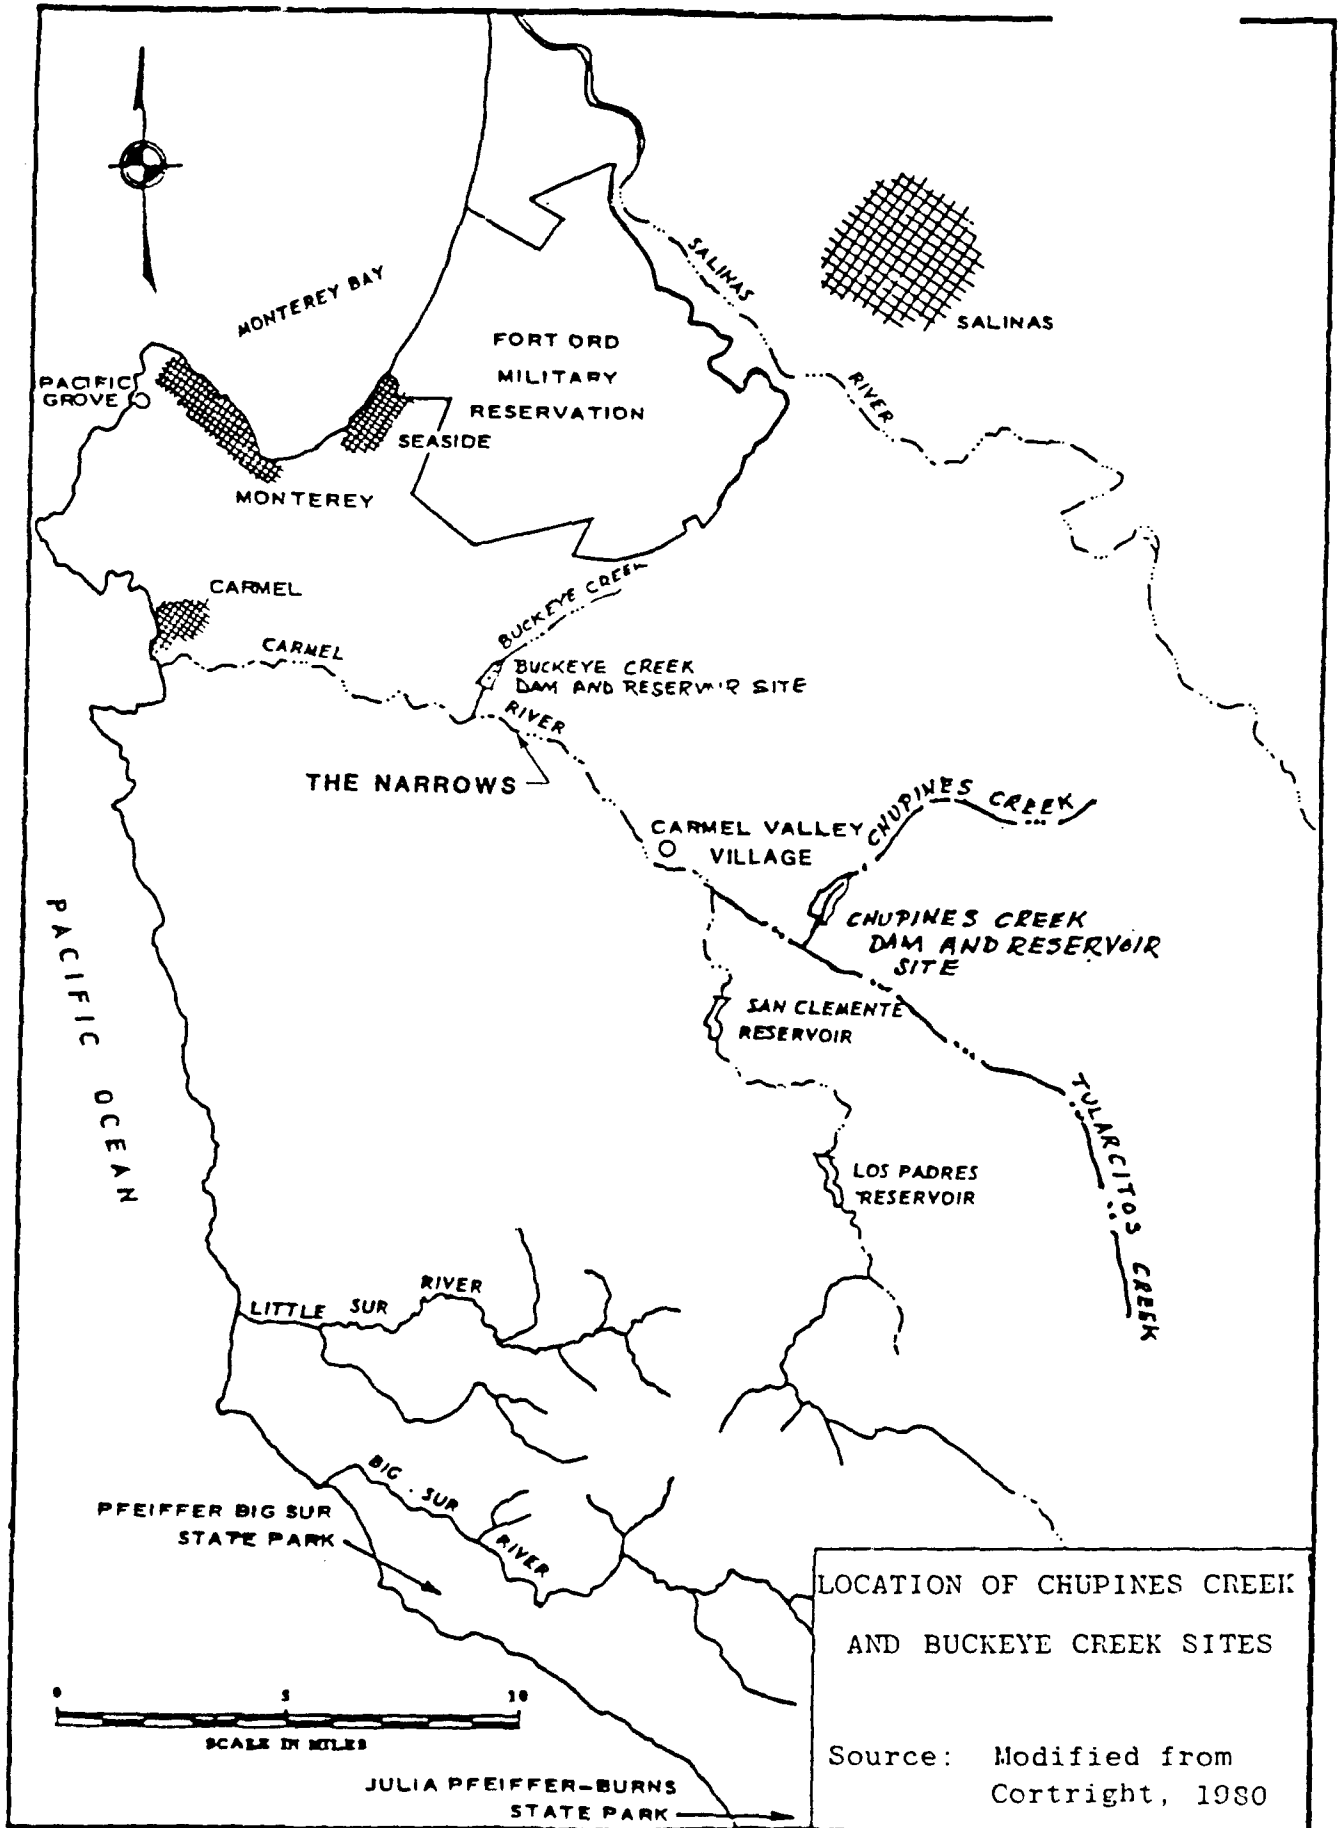 MONTEREY BAY
SALINAS
RIVER
SALINAS
FORT ORD
MILITARY
RESERVATION
PACIFIC
GROVE
SEASIDE
MONTEREY
CARMEL
CARMEL
RIVER
BUCKEYE CREEK
BUCKEYE CREEK
DAM AND RESERVOIR SITE
THE NARROWS
CARMEL VALLEY
VILLAGE
CHUPINES CREEK
CHUPINES CREEK
DAM AND RESERVOIR
SITE
SAN CLEMENTE
RESERVOIR
PACIFIC OCEAN
TULARCITOS CREEK
LOS PADRES
RESERVOIR
LITTLE SUR RIVER
BIG SUR RIVER
PFEIFFER BIG SUR
STATE PARK
0 5 10
SCALE IN MILES
JULIA PFEIFFER-BURNS
STATE PARK
LOCATION OF CHUPINES CREEK
AND BUCKEYE CREEK SITES
Source: Modified from
Cortright, 1980